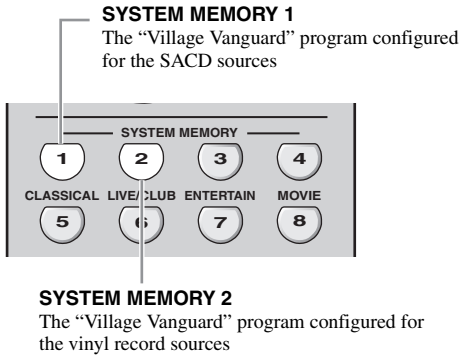 SYSTEM MEMORY 1
The “Village Vanguard” program configured
for the SACD sources
SYSTEM MEMORY
1 2 3 4
CLASSICAL LIVE/CLUB ENTERTAIN MOVIE
5 6 7 8
SYSTEM MEMORY 2
The “Village Vanguard” program configured for
the vinyl record sources